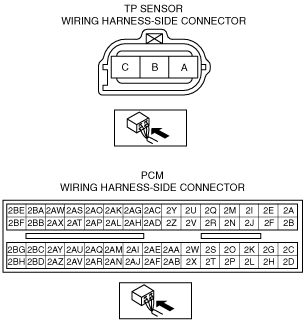 TP SENSOR
WIRING HARNESS-SIDE CONNECTOR
C B A
PCM
WIRING HARNESS-SIDE CONNECTOR
2BE 2BA 2AW 2AS 2AO 2AK 2AG 2AC 2Y 2U 2Q 2M 2I 2E 2A
2BF 2BB 2AX 2AT 2AP 2AL 2AH 2AD 2Z 2V 2R 2N 2J 2F 2B
2BG 2BC 2AY 2AU 2AQ 2AM 2AI 2AE 2AA 2W 2S 2O 2K 2G 2C
2BH 2BD 2AZ 2AV 2AR 2AN 2AJ 2AF 2AB 2X 2T 2P 2L 2H 2D